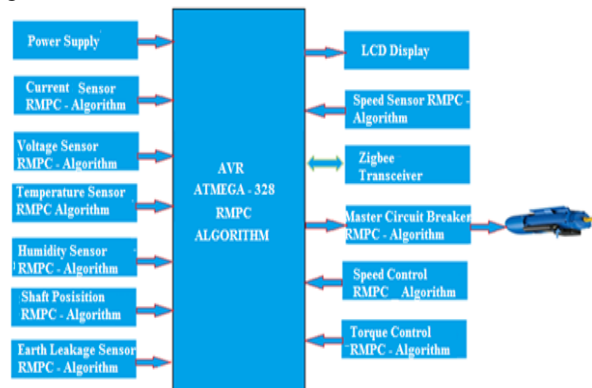 Power Supply
Current Sensor
RMPC - Algorithm
Voltage Sensor
RMPC - Algorithm
Temperature Sensor
RMPC Algorithm
Humidity Sensor
RMPC - Algorithm
Shaft Posisition
RMPC - Algorithm
Earth Leakage Sensor
RMPC - Algorithm
AVR
ATMEGA - 328
RMPC
ALGORITHM
LCD Display
Speed Sensor RMPC -
Algorithm
Zigbee
Transceiver
Master Circuit Breaker
RMPC - Algorithm
Speed Control
RMPC Algorithm
Torque Control
RMPC - Algorithm